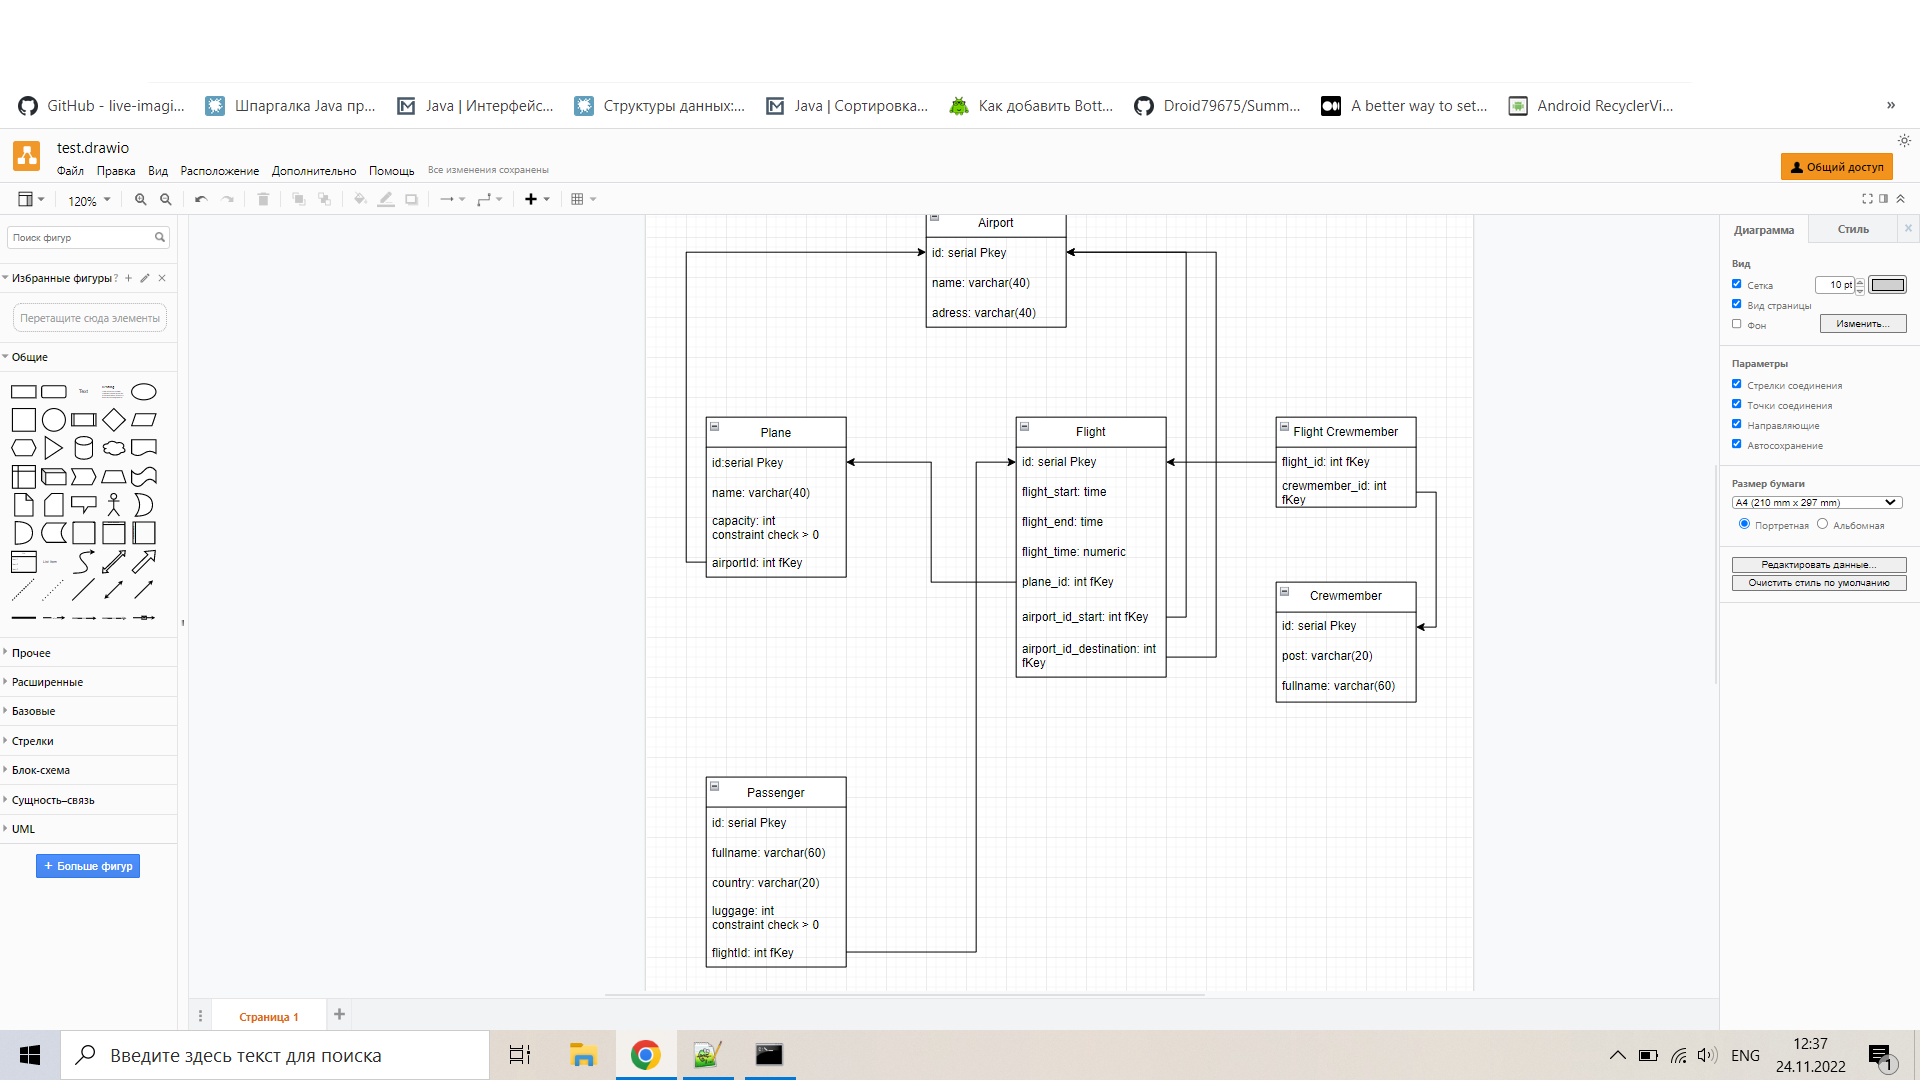 GitHub - live-imagi...
Шпаргалка Java пр...
Java | Интерфейс...
Структуры данных:...
Java | Сортировка...
Как добавить Bott...
Droid79675/Summ...
A better way to set...
Android RecyclerVi...
»
test.drawio
Файл Правка Вид Расположение Дополнительно Помощь Все изменения сохранены
Общий доступ
120%
Поиск фигур
Избранные фигуры ?
Перетащите сюда элементы
Общие
Text
List Item
Прочее
Расширенные
Базовые
Стрелки
Блок-схема
Сущность–связь
UML
+ Больше фигур
Airport
id: serial Pkey
name: varchar(40)
adress: varchar(40)
Plane
id:serial Pkey
name: varchar(40)
capacity: int
constraint check > 0
airportId: int fKey
Flight
id: serial Pkey
flight_start: time
flight_end: time
flight_time: numeric
plane_id: int fKey
airport_id_start: int fKey
airport_id_destination: int
fKey
Flight Crewmember
flight_id: int fKey
crewmember_id: int
fKey
Crewmember
id: serial Pkey
post: varchar(20)
fullname: varchar(60)
Passenger
id: serial Pkey
fullname: varchar(60)
country: varchar(20)
luggage: int
constraint check > 0
flightId: int fKey
Диаграмма
Стиль
Вид
Сетка
10 pt
Вид страницы
Фон
Изменить...
Параметры
Стрелки соединения
Точки соединения
Направляющие
Автосохранение
Размер бумаги
A4 (210 mm x 297 mm)
Портретная Альбомная
Редактировать данные...
Очистить стиль по умолчанию
Страница 1
Введите здесь текст для поиска
ENG
12:37
24.11.2022
1